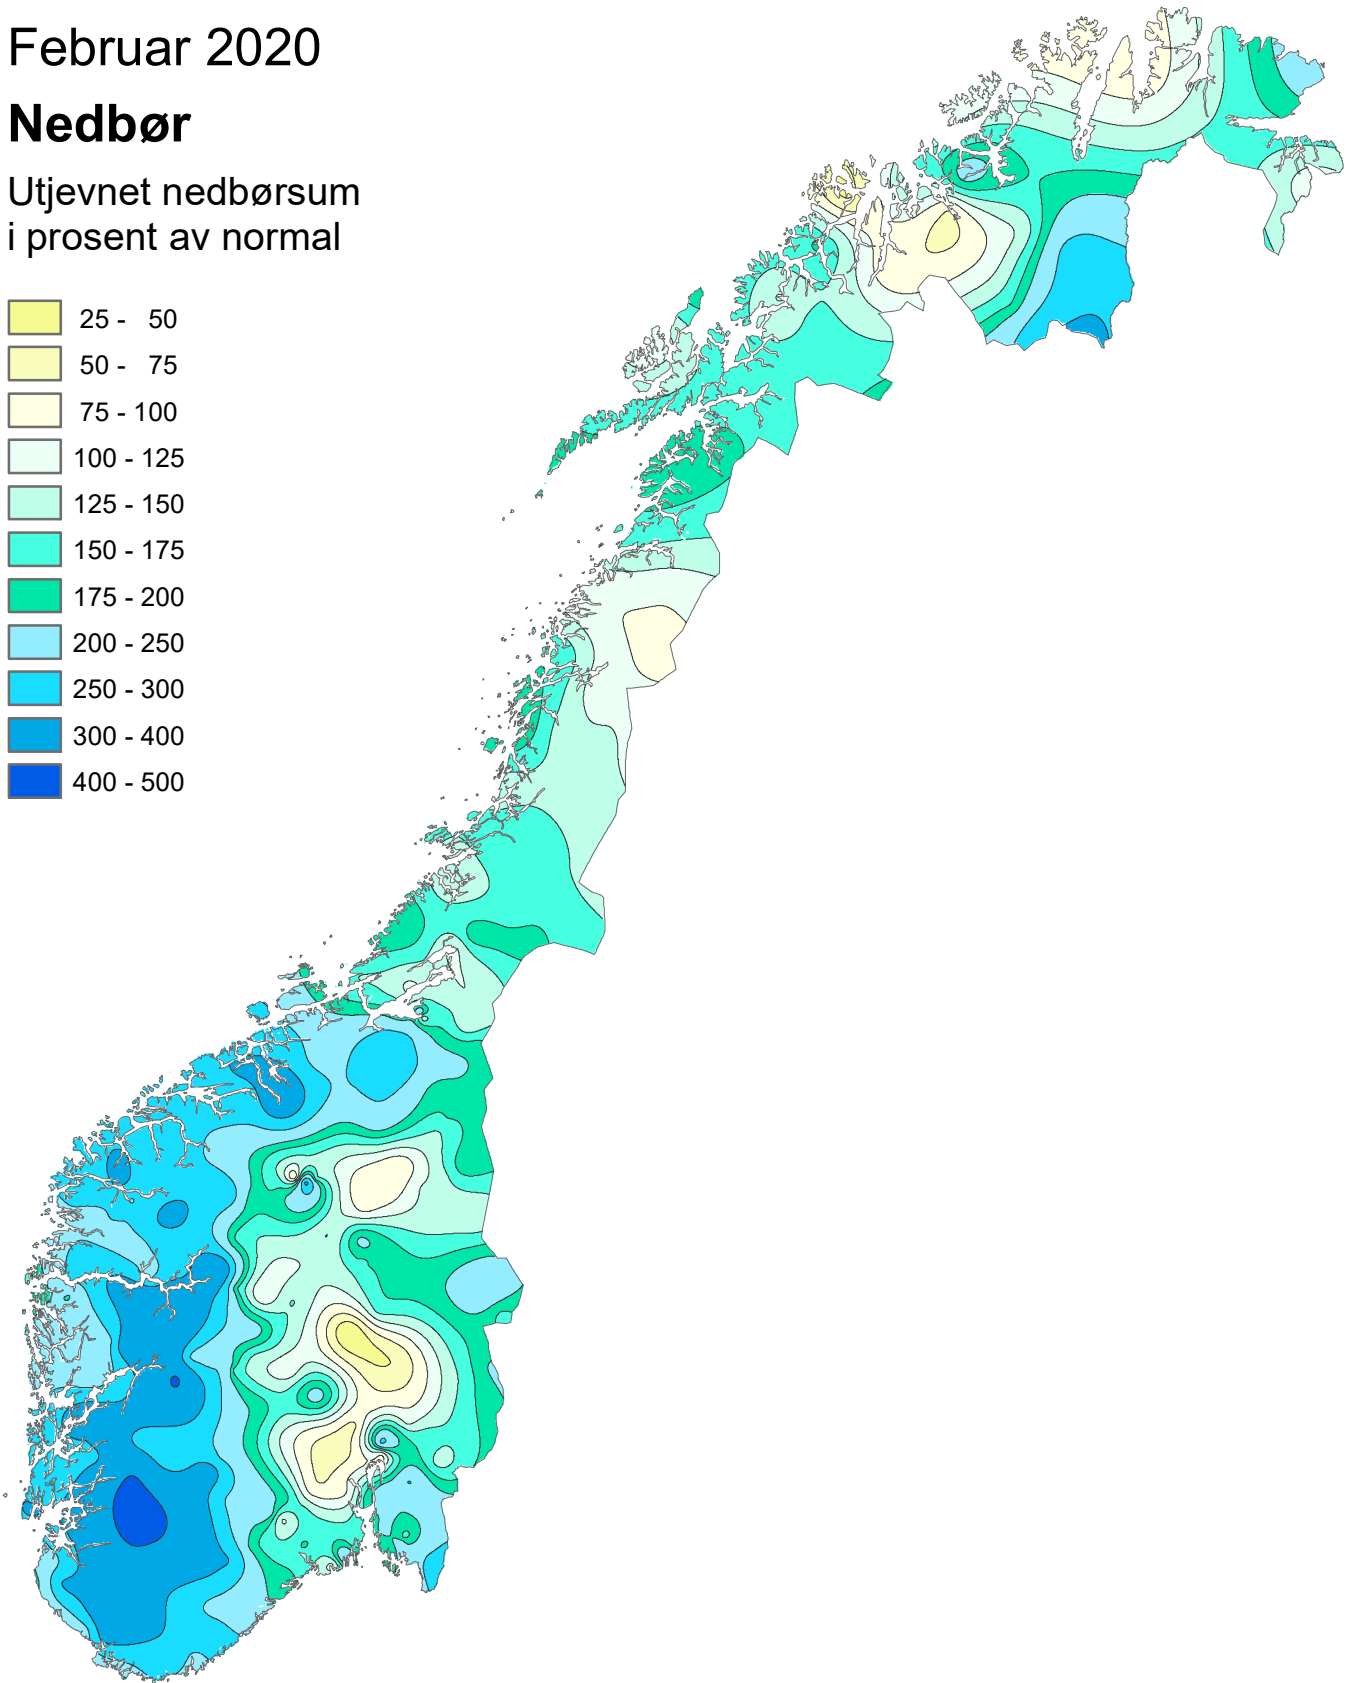 Februar 2020
Nedbør
Utjevnet nedbørsum
i prosent av normal
25 - 50
50 - 75
75 - 100
100 - 125
125 - 150
150 - 175
175 - 200
200 - 250
250 - 300
300 - 400
400 - 500